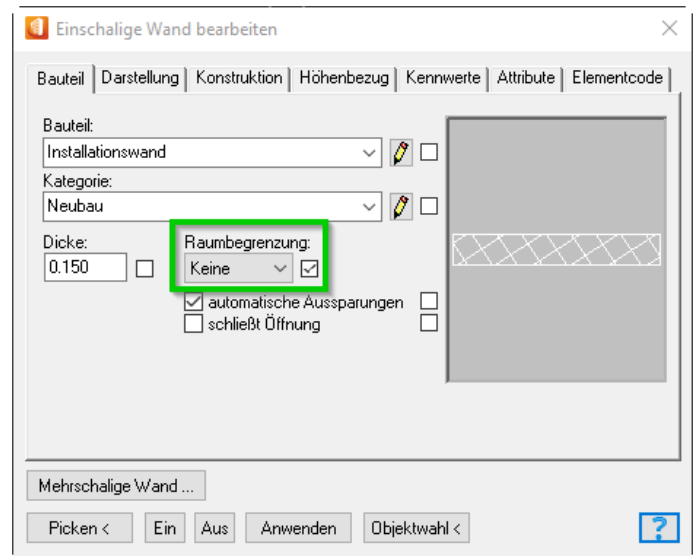 Einschalige Wand bearbeiten
Bauteil Darstellung Konstruktion Höhenbezug Kennwerte Attribute Elementcode
Bauteil:
Installationswand
Kategorie:
Neubau
Dicke: Raumbegrenzung:
0.150 Keine
automatische Aussparungen
schließt Öffnung
Mehrschalige Wand ...
Picken < Ein Aus Anwenden Objektwahl < ?